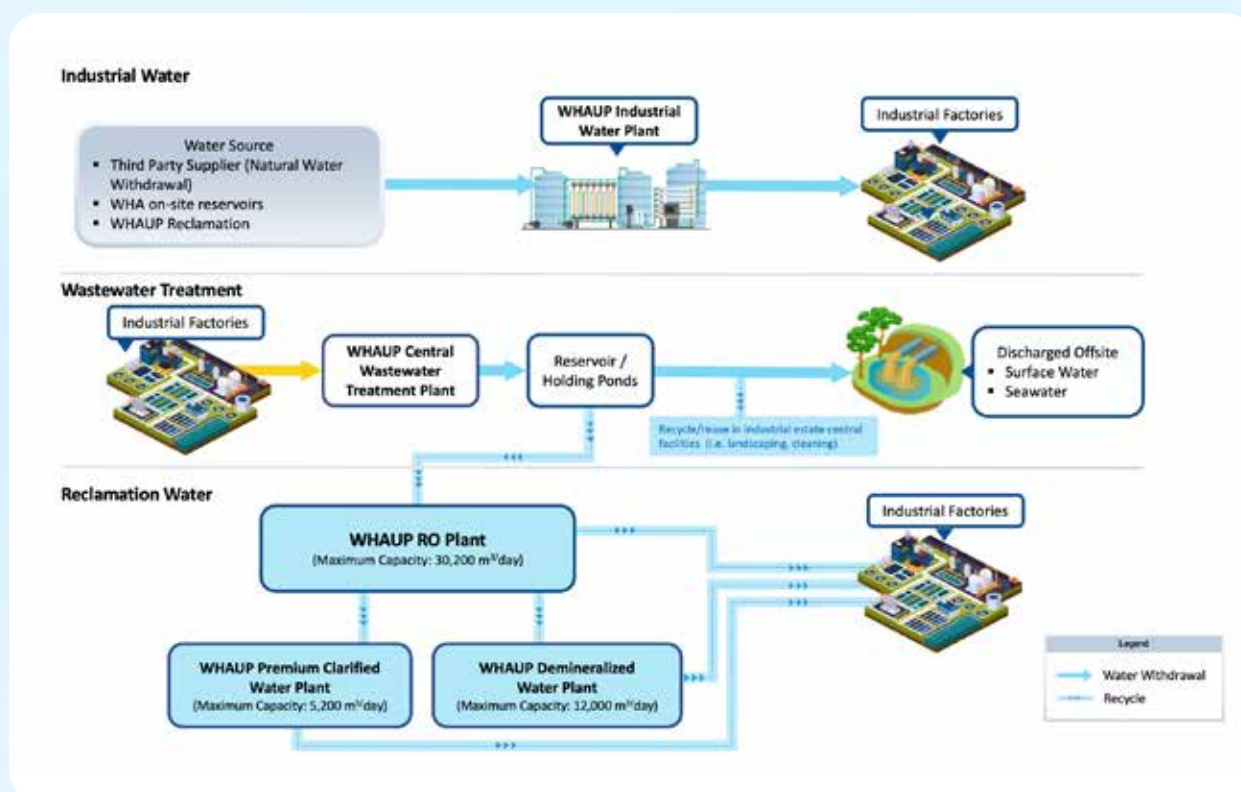 Industrial Water
Water Source
▪ Third Party Supplier (Natural Water
Withdrawal)
▪ WHA on-site reservoirs
▪ WHAUP Reclamation
WHAUP Industrial
Water Plant
Industrial Factories
Wastewater Treatment
Industrial Factories
WHAUP Central
Wastewater
Treatment Plant
Reservoir /
Holding Ponds
Recycle/reuse in industrial estate central
facilities (i.e. landscaping, cleaning)
Discharged Offsite
▪ Surface Water
▪ Seawater
Reclamation Water
WHAUP RO Plant
(Maximum Capacity: 30,200 m³/day)
Industrial Factories
WHAUP Premium Clarified
Water Plant
(Maximum Capacity: 5,200 m³/day)
WHAUP Demineralized
Water Plant
(Maximum Capacity: 12,000 m³/day)
Legend
Water Withdrawal
Recycle